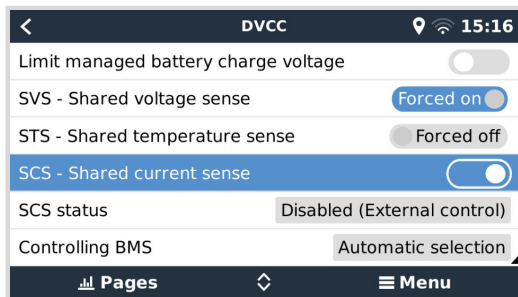 DVCC 15:16
Limit managed battery charge voltage
SVS - Shared voltage sense Forced on
STS - Shared temperature sense Forced off
SCS - Shared current sense
SCS status Disabled (External control)
Controlling BMS Automatic selection
Pages Menu